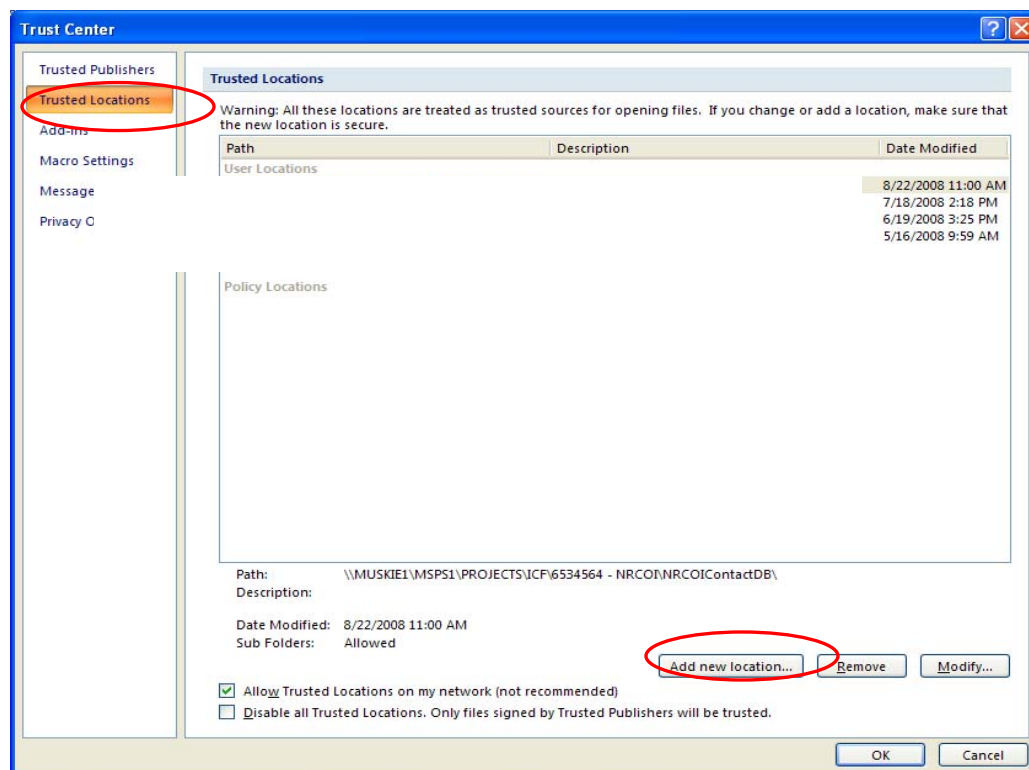 Trust Center
Trusted Publishers
Trusted Locations
Add-Ins
Macro Settings
Message
Privacy O
Trusted Locations
Warning: All these locations are treated as trusted sources for opening files. If you change or add a location, make sure that
the new location is secure.
Path Description Date Modified
User Locations
8/22/2008 11:00 AM
7/18/2008 2:18 PM
6/19/2008 3:25 PM
5/16/2008 9:59 AM
Policy Locations
Path: \\MUSKIE1\MSPS1\PROJECTS\ICF\6534564 - NRCOI\NRCOIContactDB\
Description:
Date Modified: 8/22/2008 11:00 AM
Sub Folders: Allowed
Add new location... Remove Modify...
Allow Trusted Locations on my network (not recommended)
Disable all Trusted Locations. Only files signed by Trusted Publishers will be trusted.
OK Cancel